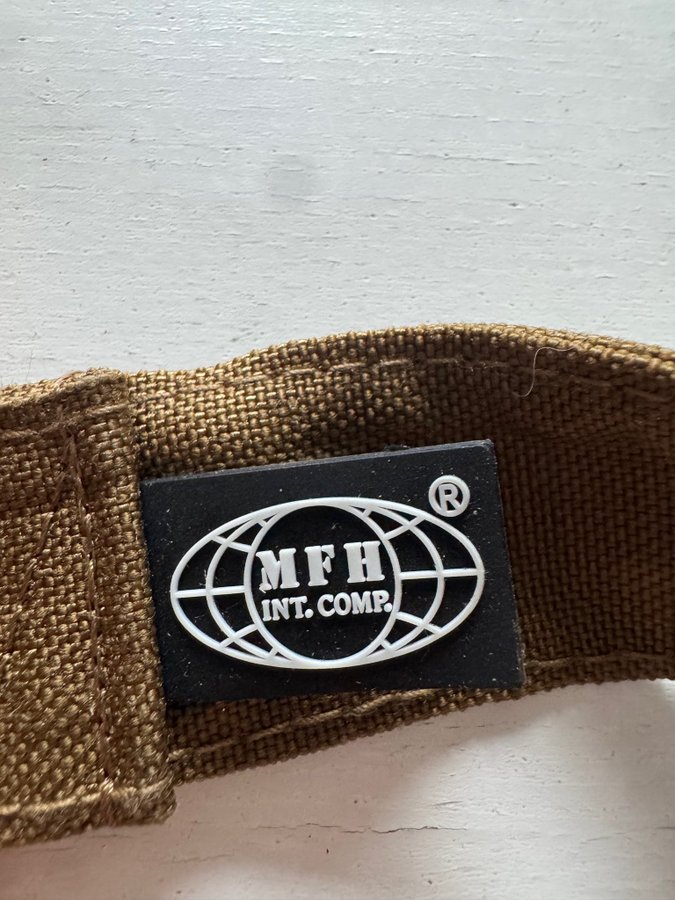 ®
MFH
INT. COMP.